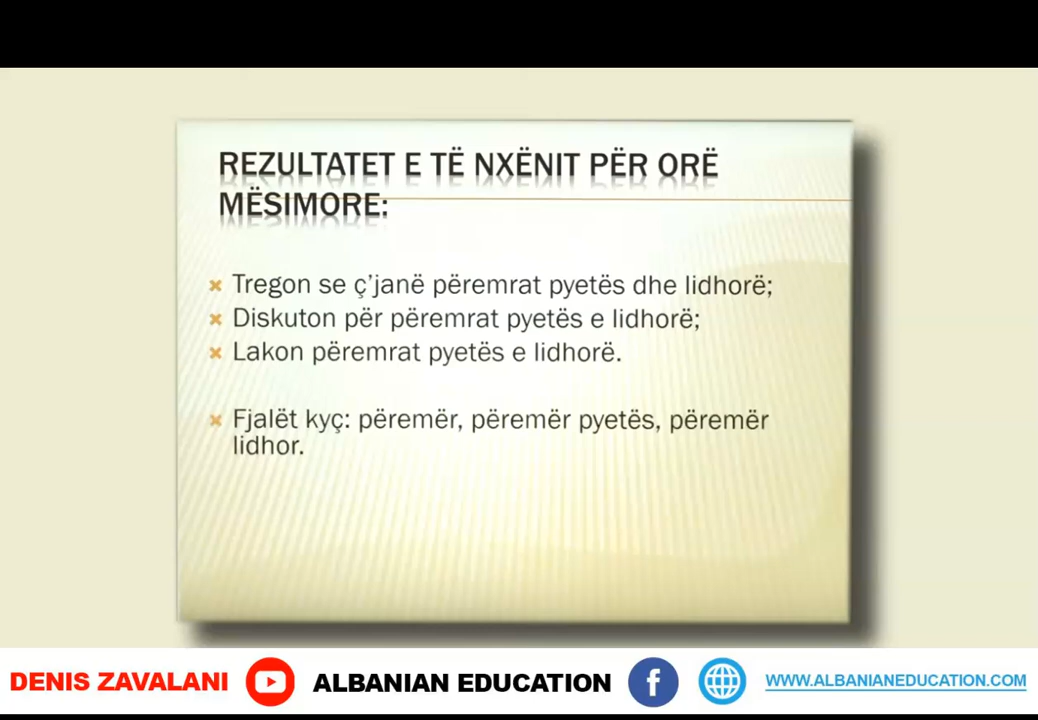 REZULTATET E TË NXËNIT PËR ORË
MËSIMORE:
Tregon se ç'janë përemrat pyetës dhe lidhorë;
Diskuton për përemrat pyetës e lidhorë;
Lakon përemrat pyetës e lidhorë.
Fjalët kyç: përemër, përemër pyetës, përemër
lidhor.
DENIS ZAVALANI ALBANIAN EDUCATION f WWW.ALBANIANEDUCATION.COM